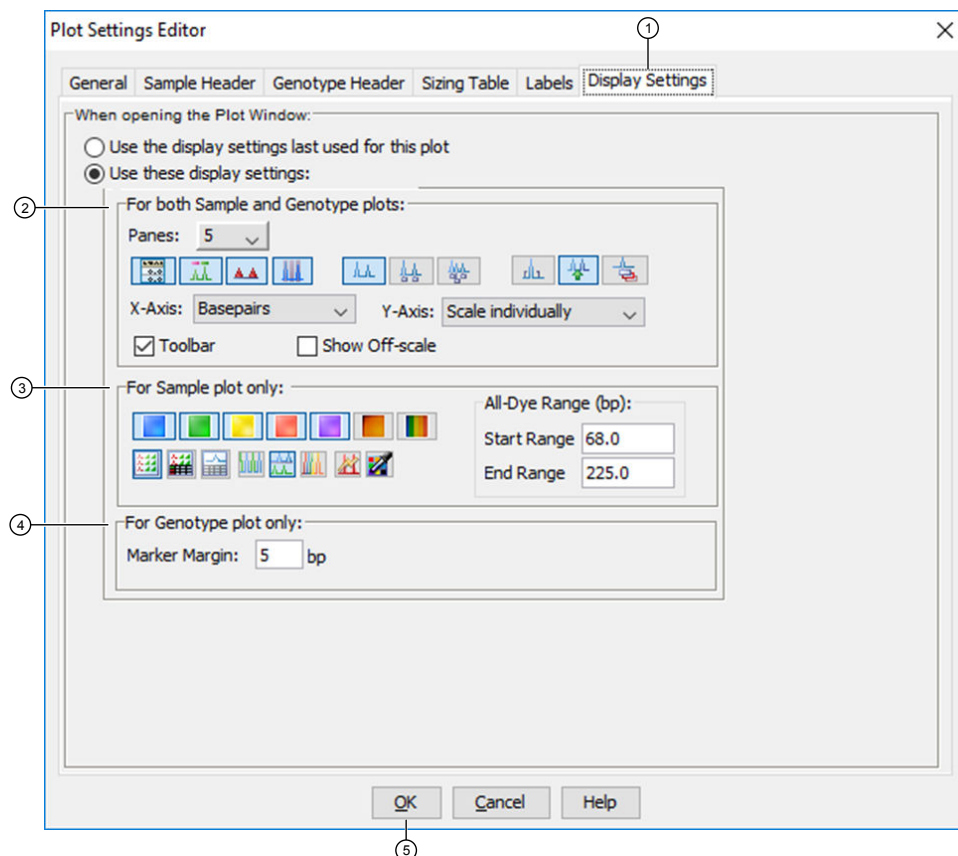 Plot Settings Editor
1
General Sample Header Genotype Header Sizing Table Labels Display Settings
When opening the Plot Window:
Use the display settings last used for this plot
Use these display settings:
2
For both Sample and Genotype plots:
Panes: 5
X-Axis: Basepairs Y-Axis: Scale individually
Toolbar Show Off-scale
3
For Sample plot only:
All-Dye Range (bp):
Start Range 68.0
End Range 225.0
4
For Genotype plot only:
Marker Margin: 5 bp
OK Cancel Help
5